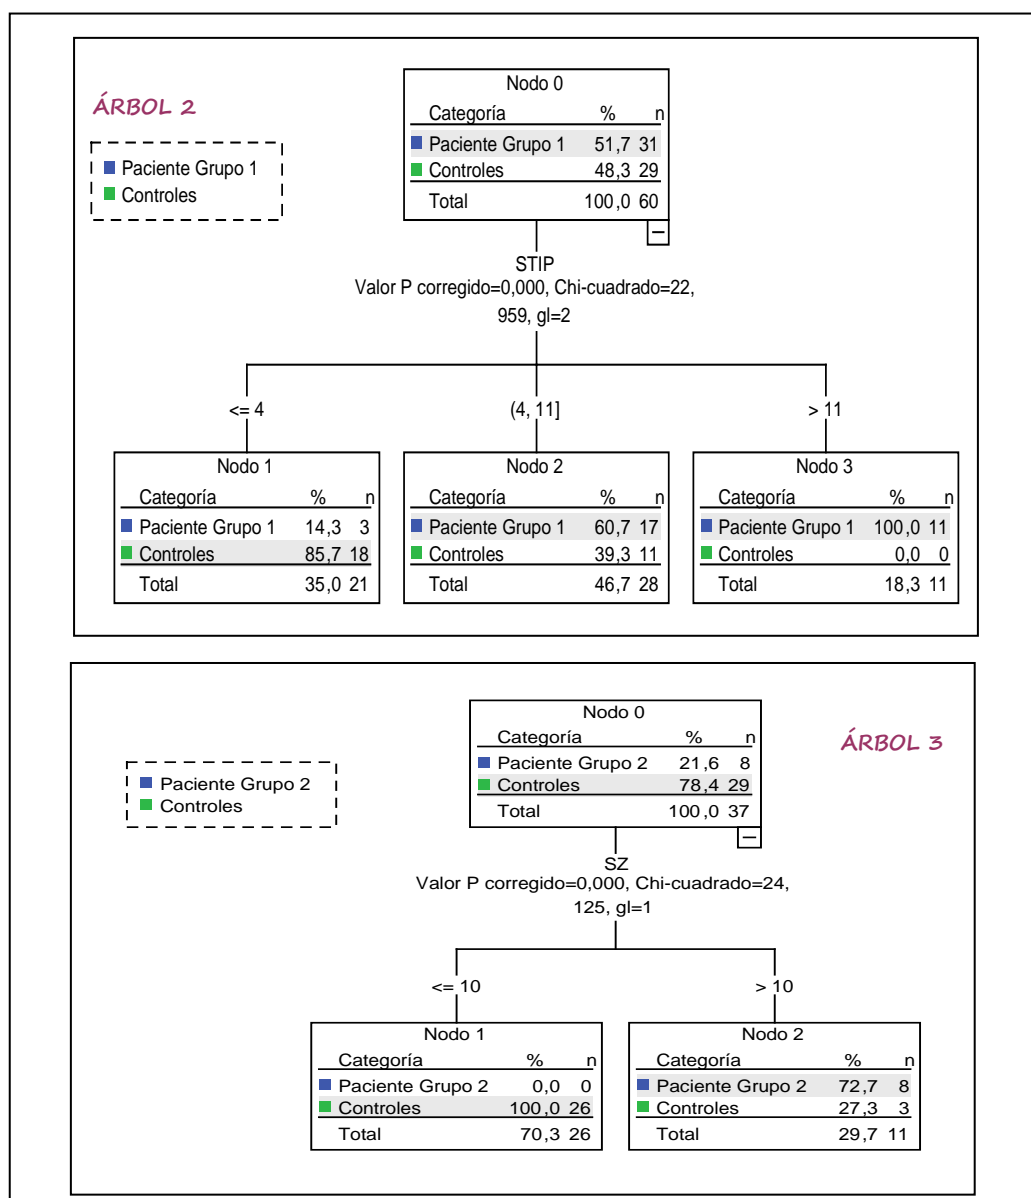 ÁRBOL 2
Paciente Grupo 1
Controles
Nodo 0
Categoría % n
Paciente Grupo 1 51,7 31
Controles 48,3 29
Total 100,0 60
STIP
Valor P corregido=0,000, Chi-cuadrado=22,
959, gl=2
<= 4
(4, 11]
> 11
Nodo 1
Categoría % n
Paciente Grupo 1 14,3 3
Controles 85,7 18
Total 35,0 21
Nodo 2
Categoría % n
Paciente Grupo 1 60,7 17
Controles 39,3 11
Total 46,7 28
Nodo 3
Categoría % n
Paciente Grupo 1 100,0 11
Controles 0,0 0
Total 18,3 11
ÁRBOL 3
Paciente Grupo 2
Controles
Nodo 0
Categoría % n
Paciente Grupo 2 21,6 8
Controles 78,4 29
Total 100,0 37
SZ
Valor P corregido=0,000, Chi-cuadrado=24,
125, gl=1
<= 10
> 10
Nodo 1
Categoría % n
Paciente Grupo 2 0,0 0
Controles 100,0 26
Total 70,3 26
Nodo 2
Categoría % n
Paciente Grupo 2 72,7 8
Controles 27,3 3
Total 29,7 11